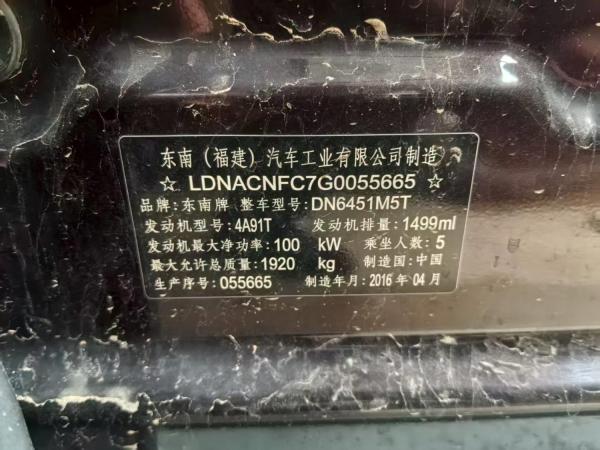 东南（福建）汽车工业有限公司制造
☆ LDNACNFC7G0055665 ☆
品牌：东南牌 整车型号：DN6451M5T
发动机型号：4A91T 发动机排量：1499ml
发动机最大净功率：100 kW 乘坐人数：5
最大允许总质量：1920 kg 制造国：中国
生产序号：055665 制造年月：2016 年 04 月